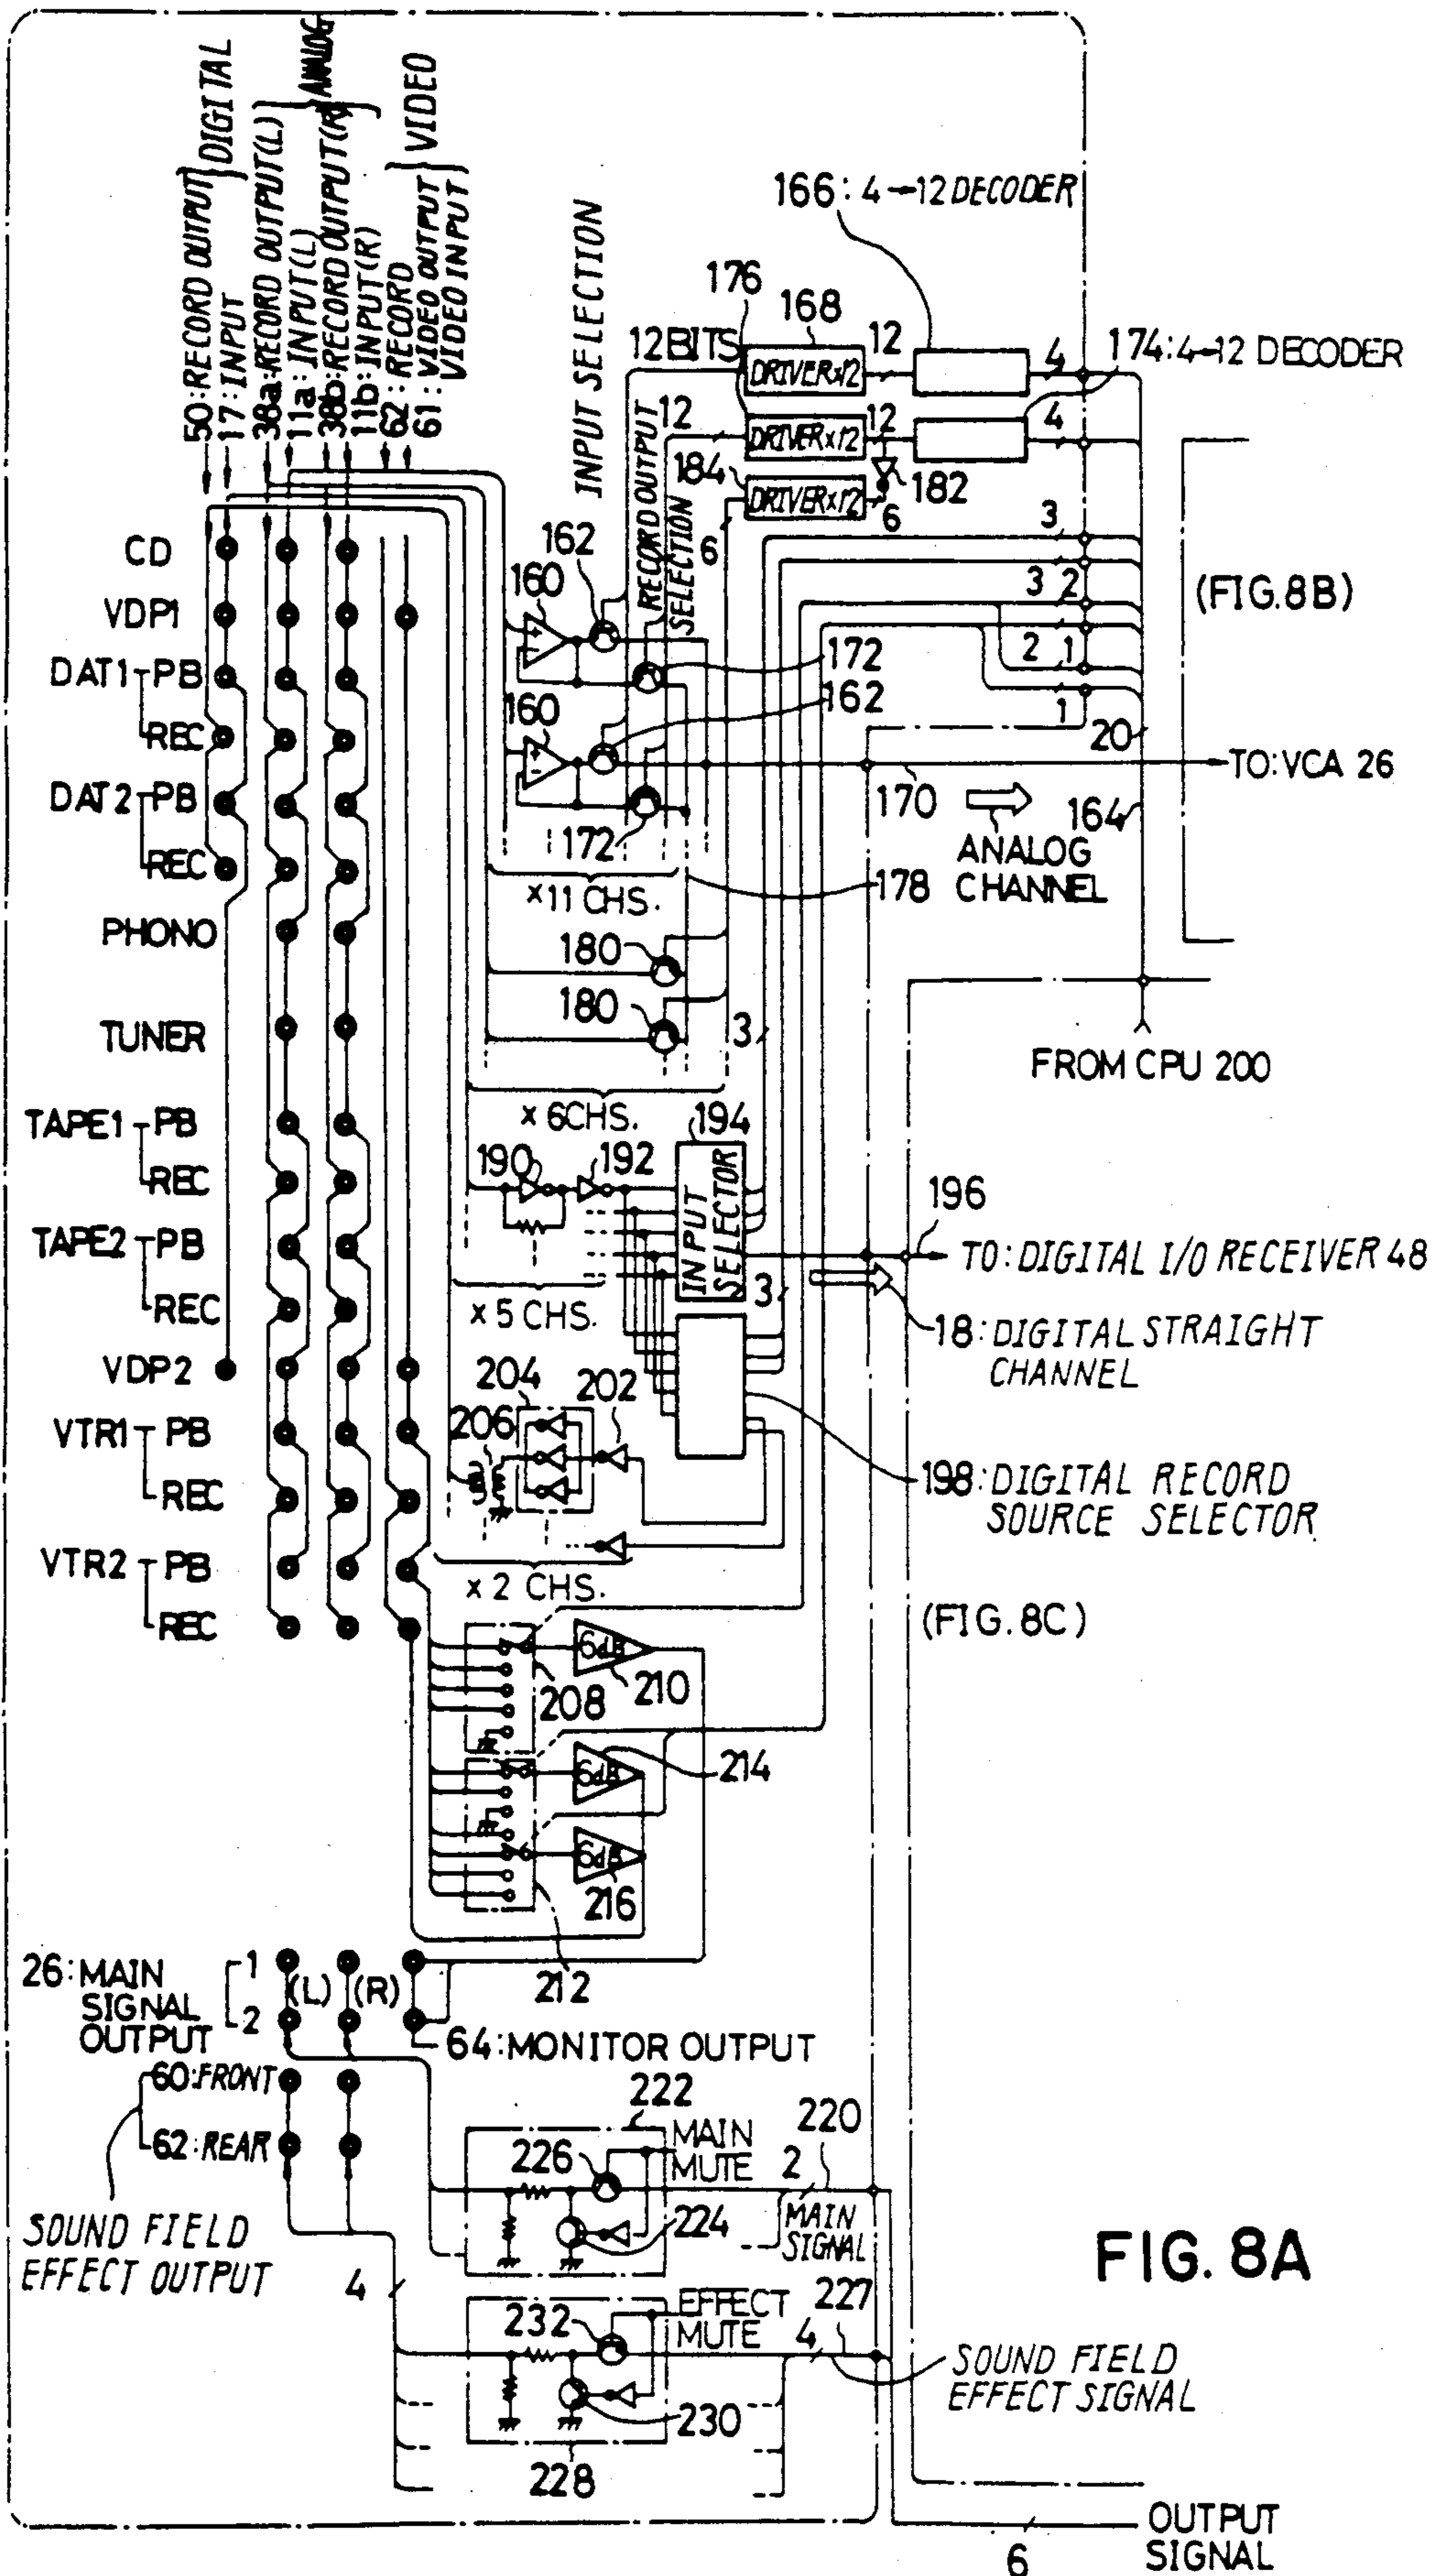 50:RECORD OUTPUT
17:INPUT
DIGITAL
38a:RECORD OUTPUT(L)
11a:INPUT(L)
38b:RECORD OUTPUT(R)
11b:INPUT(R)
ANALOG
62:RECORD
VIDEO OUTPUT
61:VIDEO INPUT
VIDEO
INPUT SELECTION
166:4→12 DECODER
176
168
12BITS
DRIVER×12
12
4
174:4→12 DECODER
12
DRIVER×12
12
4
184
DRIVER×12
182
6
6
RECORD OUTPUT
SELECTION
3
3
2
2
1
1
(FIG.8B)
CD
VDP1
DAT1 PB
REC
DAT2 PB
REC
PHONO
TUNER
TAPE1 PB
REC
TAPE2 PB
REC
VDP2
VTR1 PB
REC
VTR2 PB
REC
160
162
172
160
162
172
20
TO:VCA 26
170
164
ANALOG
CHANNEL
×11 CHS.
178
180
180
3
FROM CPU 200
×6CHS.
194
190
192
INPUT
SELECTOR
196
TO:DIGITAL I/O RECEIVER 48
×5 CHS.
3
18:DIGITAL STRAIGHT
CHANNEL
204
202
206
198:DIGITAL RECORD
SOURCE SELECTOR
×2 CHS.
(FIG.8C)
6dB
208
210
6dB
214
6dB
216
212
26:MAIN
SIGNAL
OUTPUT
1
2
(L)
(R)
64:MONITOR OUTPUT
60:FRONT
62:REAR
222
MAIN
MUTE
226
2
220
224
MAIN
SIGNAL
SOUND FIELD
EFFECT OUTPUT
4
FIG. 8A
232
EFFECT
MUTE
4
227
230
SOUND FIELD
EFFECT SIGNAL
228
OUTPUT
SIGNAL
6